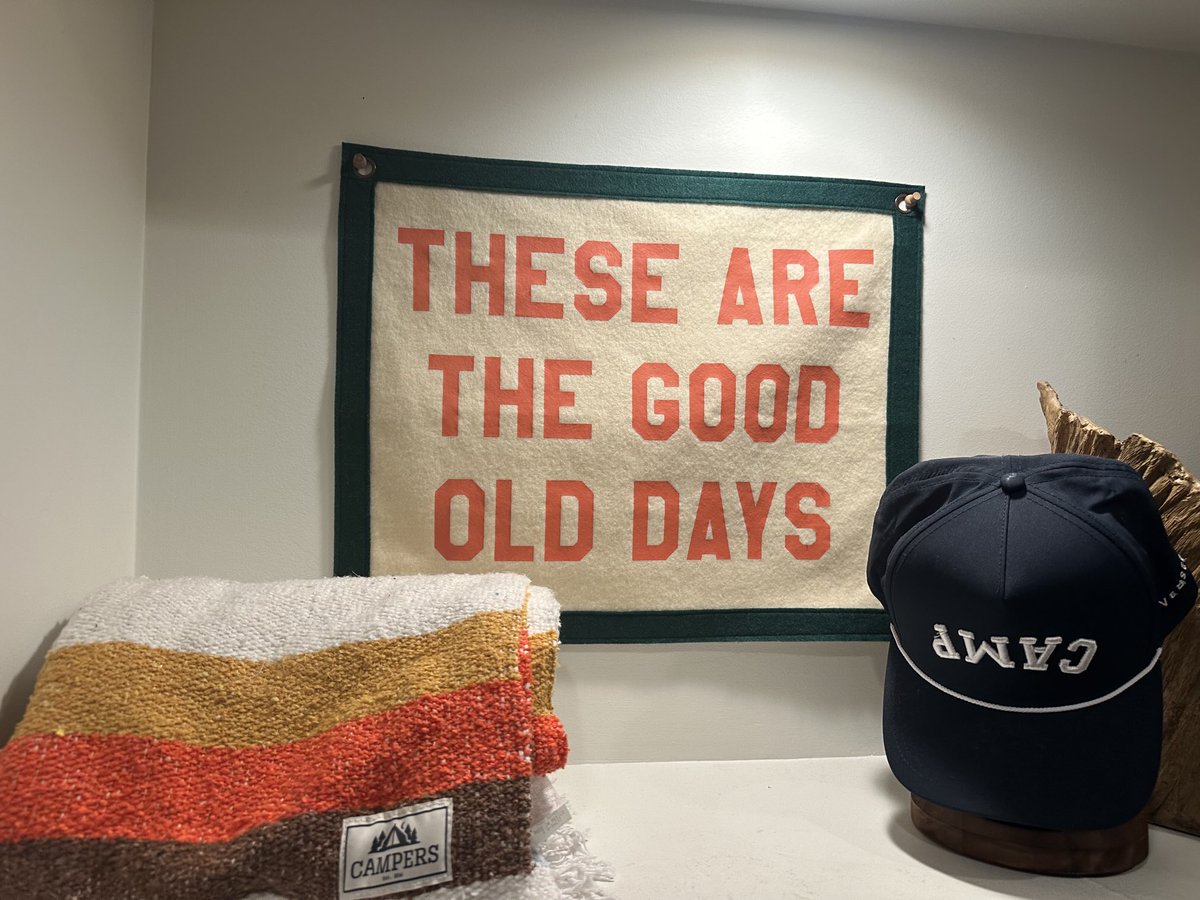 THESE ARE
THE GOOD
OLD DAYS
CAMPERS
CAMP